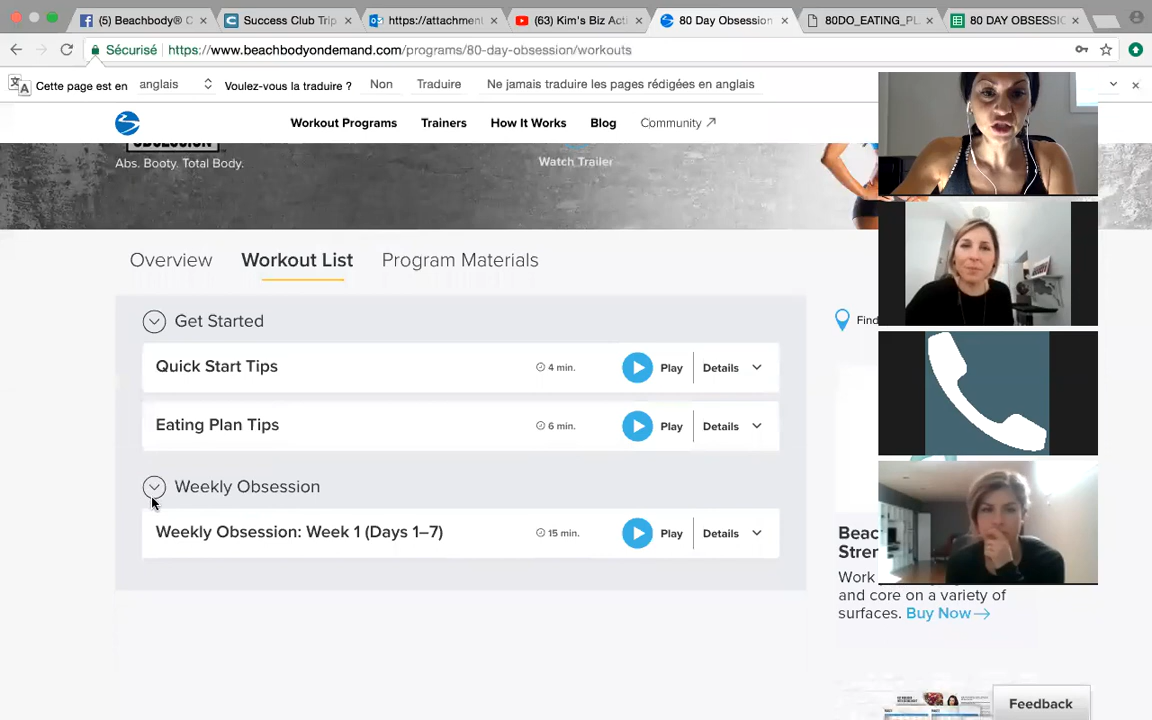 (5) Beachbody® C
Success Club Trip
https://attachment
(63) Kim's Biz Acti
80 Day Obsession
80DO_EATING_PL
80 DAY OBSESSIO
Sécurisé https://www.beachbodyondemand.com/programs/80-day-obsession/workouts
Cette page est en anglais Voulez-vous la traduire ? Non Traduire Ne jamais traduire les pages rédigées en anglais
Workout Programs Trainers How It Works Blog Community
OBSESSION
Abs. Booty. Total Body.
Watch Trailer
Overview Workout List Program Materials
Get Started
Find
Quick Start Tips 4 min. Play Details
Eating Plan Tips 6 min. Play Details
Weekly Obsession
Weekly Obsession: Week 1 (Days 1–7) 15 min. Play Details
Beac
Stren
Work
and core on a variety of
surfaces. Buy Now
Feedback